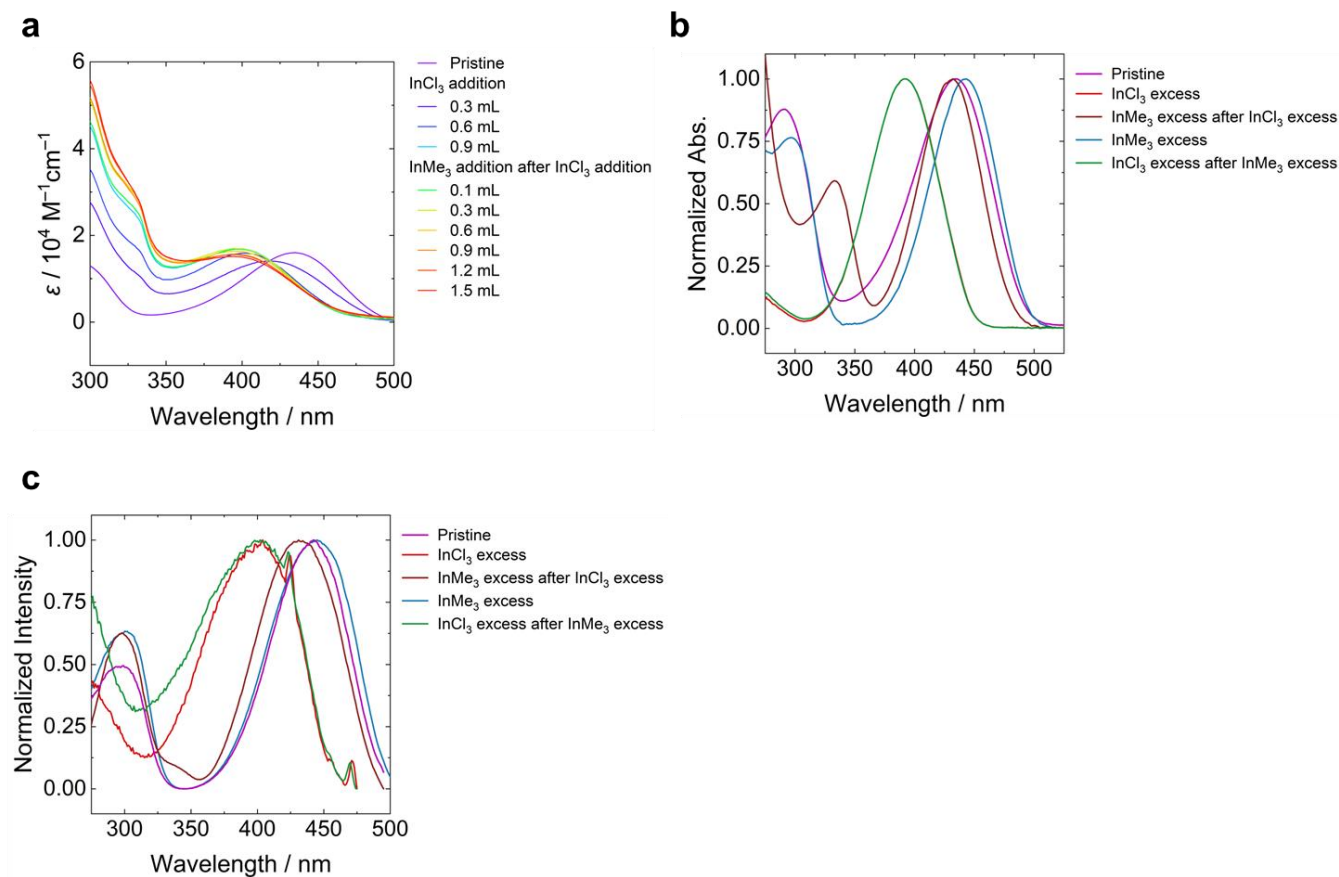 a
6
4
2
0
300
350
400
450
500
ε / 10⁴ M⁻¹cm⁻¹
Wavelength / nm
Pristine
InCl₃ addition
0.3 mL
0.6 mL
0.9 mL
InMe₃ addition after InCl₃ addition
0.1 mL
0.3 mL
0.6 mL
0.9 mL
1.2 mL
1.5 mL
b
1.00
0.75
0.50
0.25
0.00
300
350
400
450
500
Normalized Abs.
Wavelength / nm
Pristine
InCl₃ excess
InMe₃ excess after InCl₃ excess
InMe₃ excess
InCl₃ excess after InMe₃ excess
c
1.00
0.75
0.50
0.25
0.00
300
350
400
450
500
Normalized Intensity
Wavelength / nm
Pristine
InCl₃ excess
InMe₃ excess after InCl₃ excess
InMe₃ excess
InCl₃ excess after InMe₃ excess